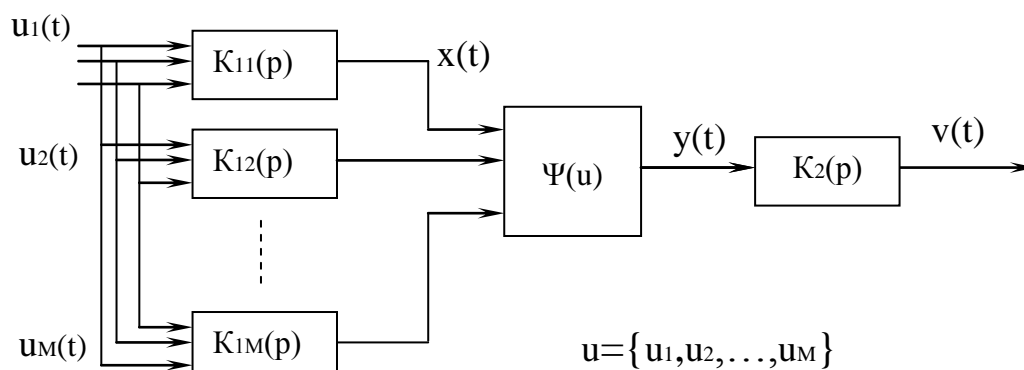 u1(t)
K11(p)
x(t)
u2(t)
K12(p)
Ψ(u)
y(t)
K2(p)
v(t)
uM(t)
K1M(p)
u={u1,u2,...,uM}